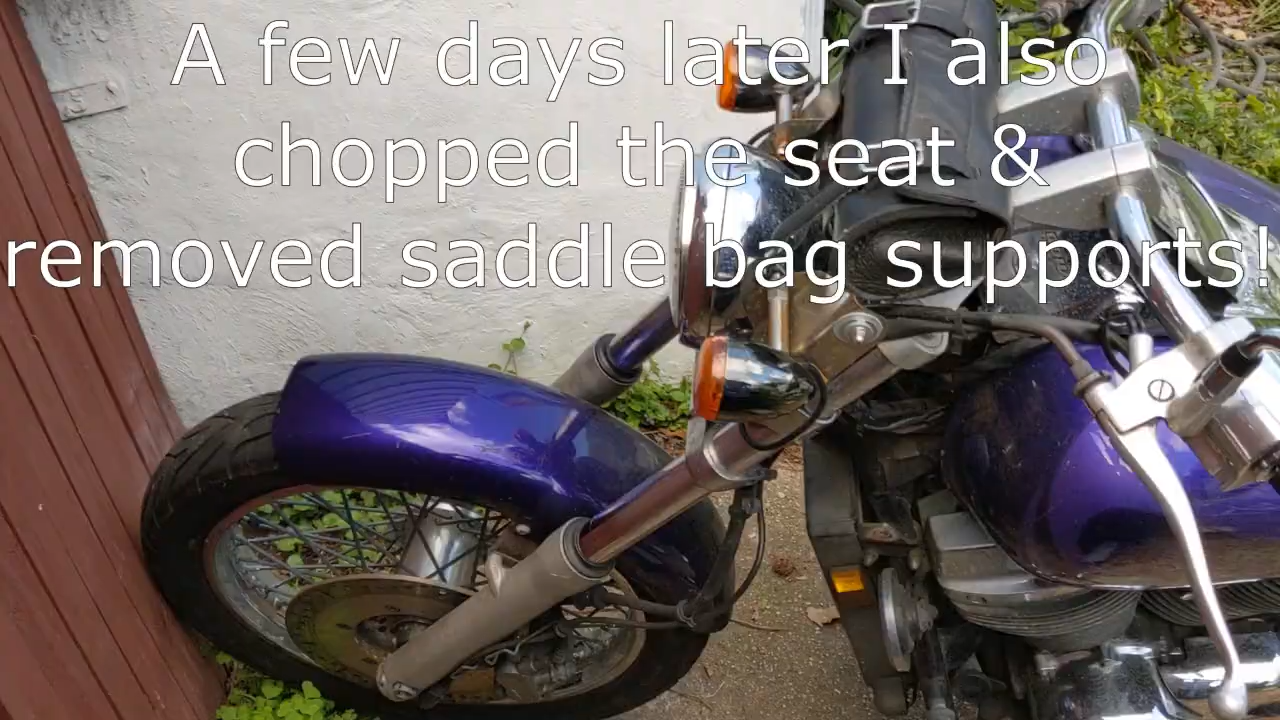 A few days later I also
chopped the seat &
removed saddle bag supports!